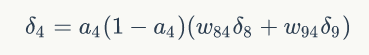 δ₄ = a₄(1 − a₄)(w₈₄δ₈ + w₉₄δ₉)